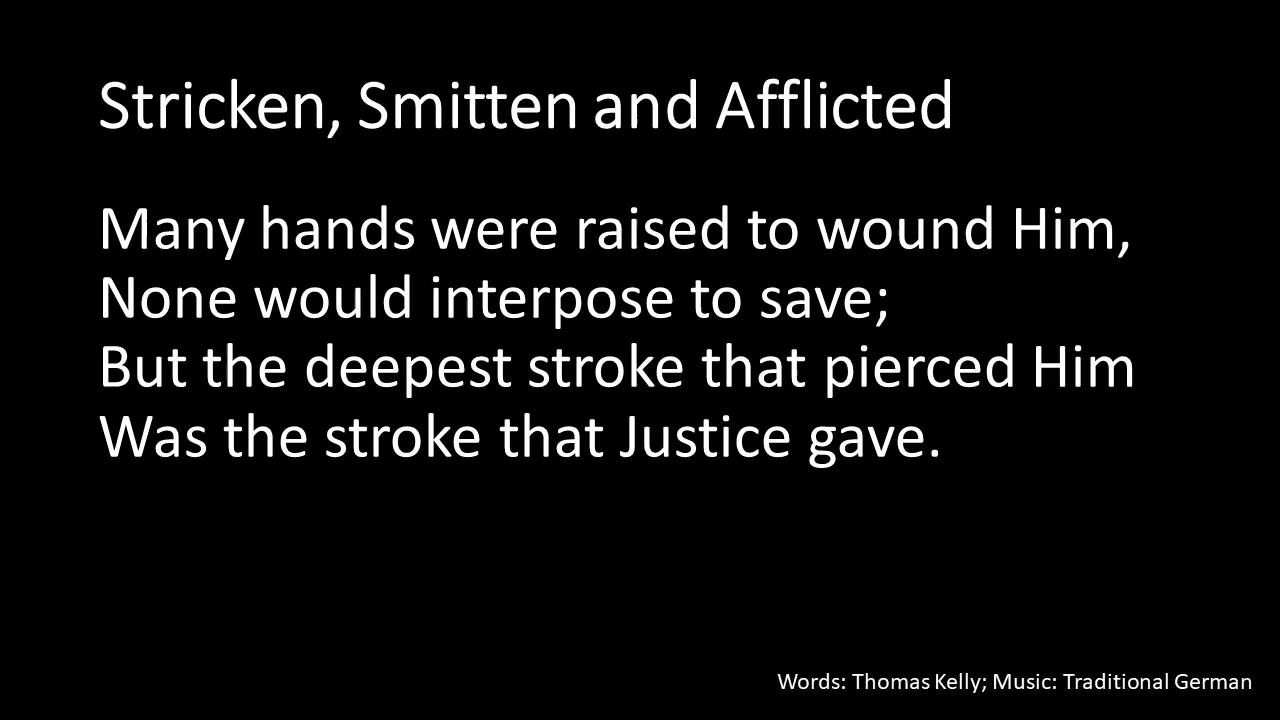 Stricken, Smitten and Afflicted
Many hands were raised to wound Him,
None would interpose to save;
But the deepest stroke that pierced Him
Was the stroke that Justice gave.
Words: Thomas Kelly; Music: Traditional German